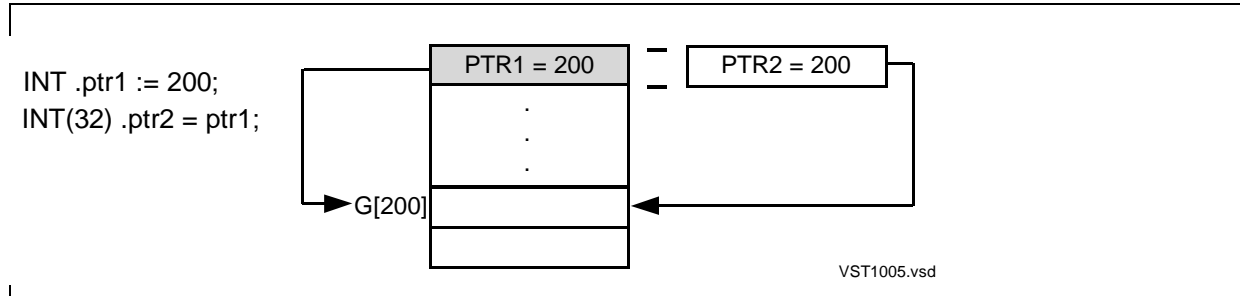 INT .ptr1 := 200;
INT(32) .ptr2 = ptr1;
PTR1 = 200
PTR2 = 200
.
.
.
G[200]
VST1005.vsd